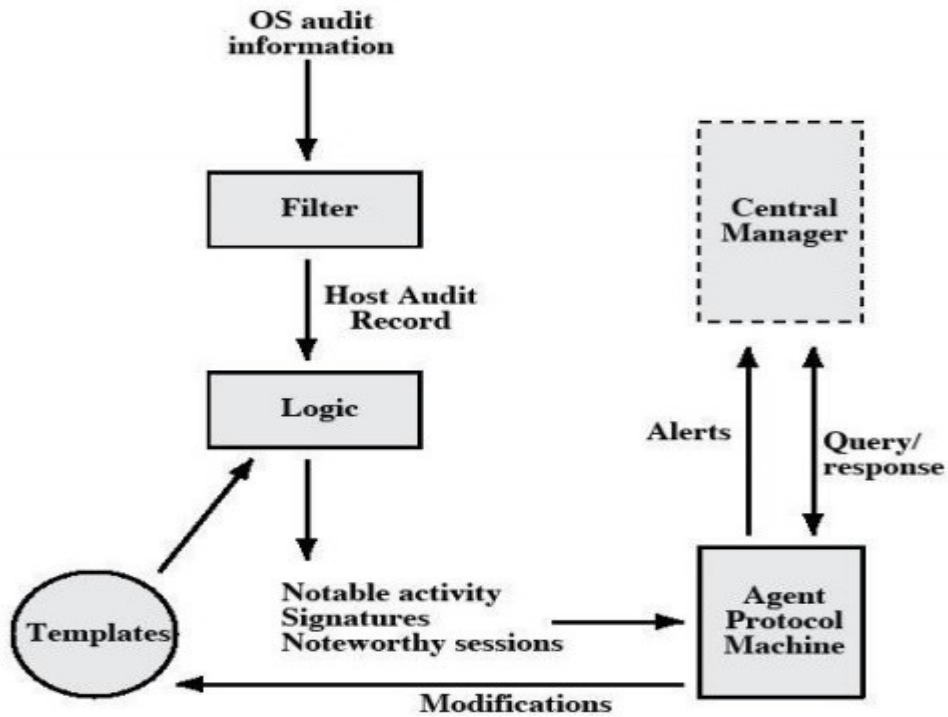 OS audit
information
Filter
Host Audit
Record
Logic
Central
Manager
Alerts
Query/
response
Templates
Notable activity
Signatures
Noteworthy sessions
Agent
Protocol
Machine
Modifications